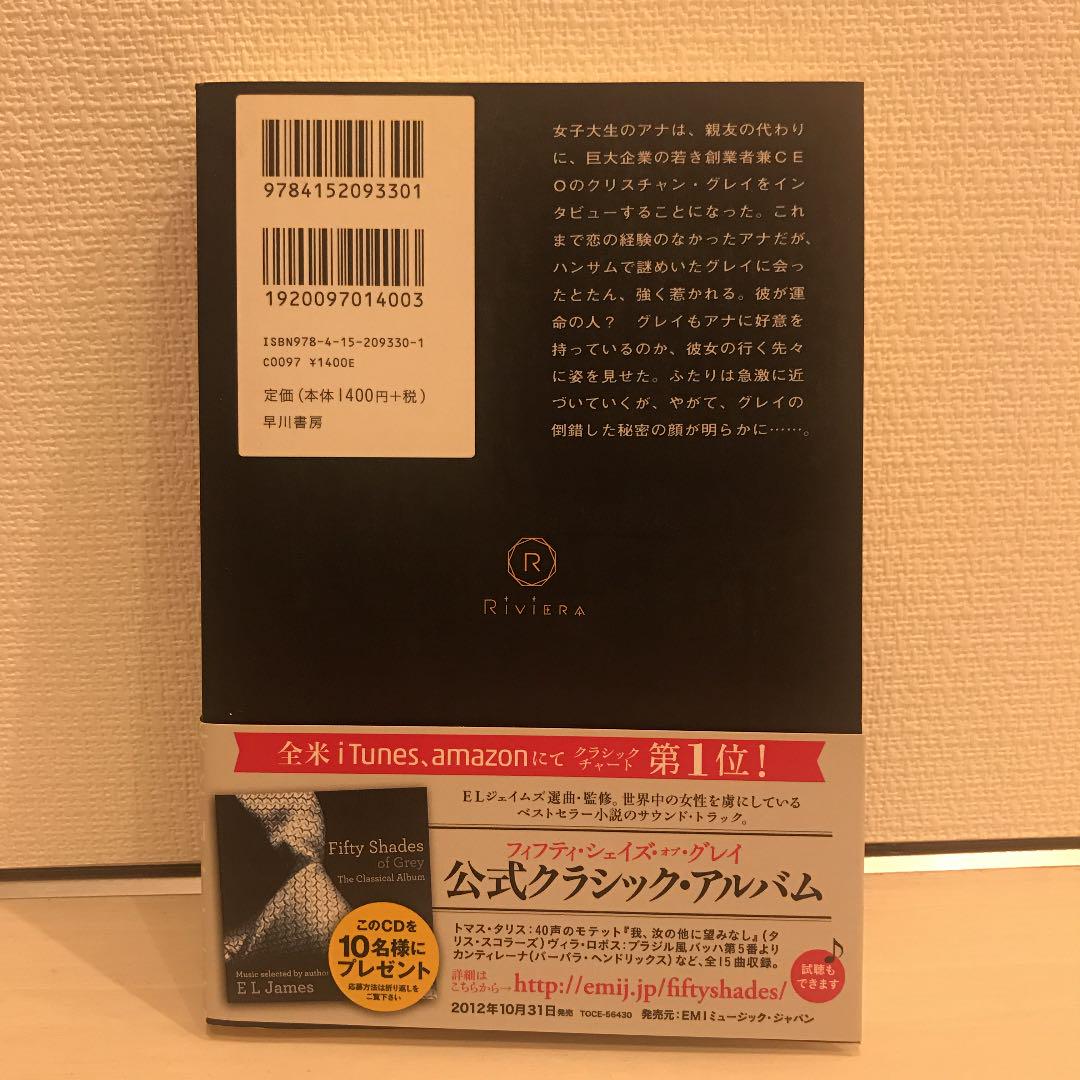 9784152093301
1920097014003
ISBN978-4-15-209330-1
C0097 ¥1400E
定価(本体1400円+税)
早川書房
女子大生のアナは、親友の代わり
に、巨大企業の若き創業者兼CE
Oのクリスチャン・グレイをイン
タビューすることになった。これ
まで恋の経験のなかったアナだが、
ハンサムで謎めいたグレイに会っ
たとたん、強く惹かれる。彼が運
命の人? グレイもアナに好意を
持っているのか、彼女の行く先々
に姿を見せた。ふたりは急激に近
づいていくが、やがて、グレイの
倒錯した秘密の顔が明らかに……。
R
RIVIERA
全米iTunes、amazonにて クラシックチャート 第1位!
ELジェイムズ選曲・監修。世界中の女性を虜にしている
ベストセラー小説のサウンド・トラック。
フィフティ・シェイズ・オブ・グレイ
公式クラシック・アルバム
トマス・タリス:40声のモテット『我、汝の他に望みなし』(タ
リス・スコラーズ)ヴィラ・ロボス:ブラジル風バッハ第5番より
カンティレーナ(バーバラ・ヘンドリックス)など、全15曲収録。
詳細はこちらから→http://emij.jp/fiftyshades/
2012年10月31日発売 TOCE-56430 発売元:EMIミュージック・ジャパン
試聴も
できます
Fifty Shades
of Grey
The Classical Album
Music selected by author
E L James
このCDを
10名様に
プレゼント
応募方法は折り返しを
ご覧下さい